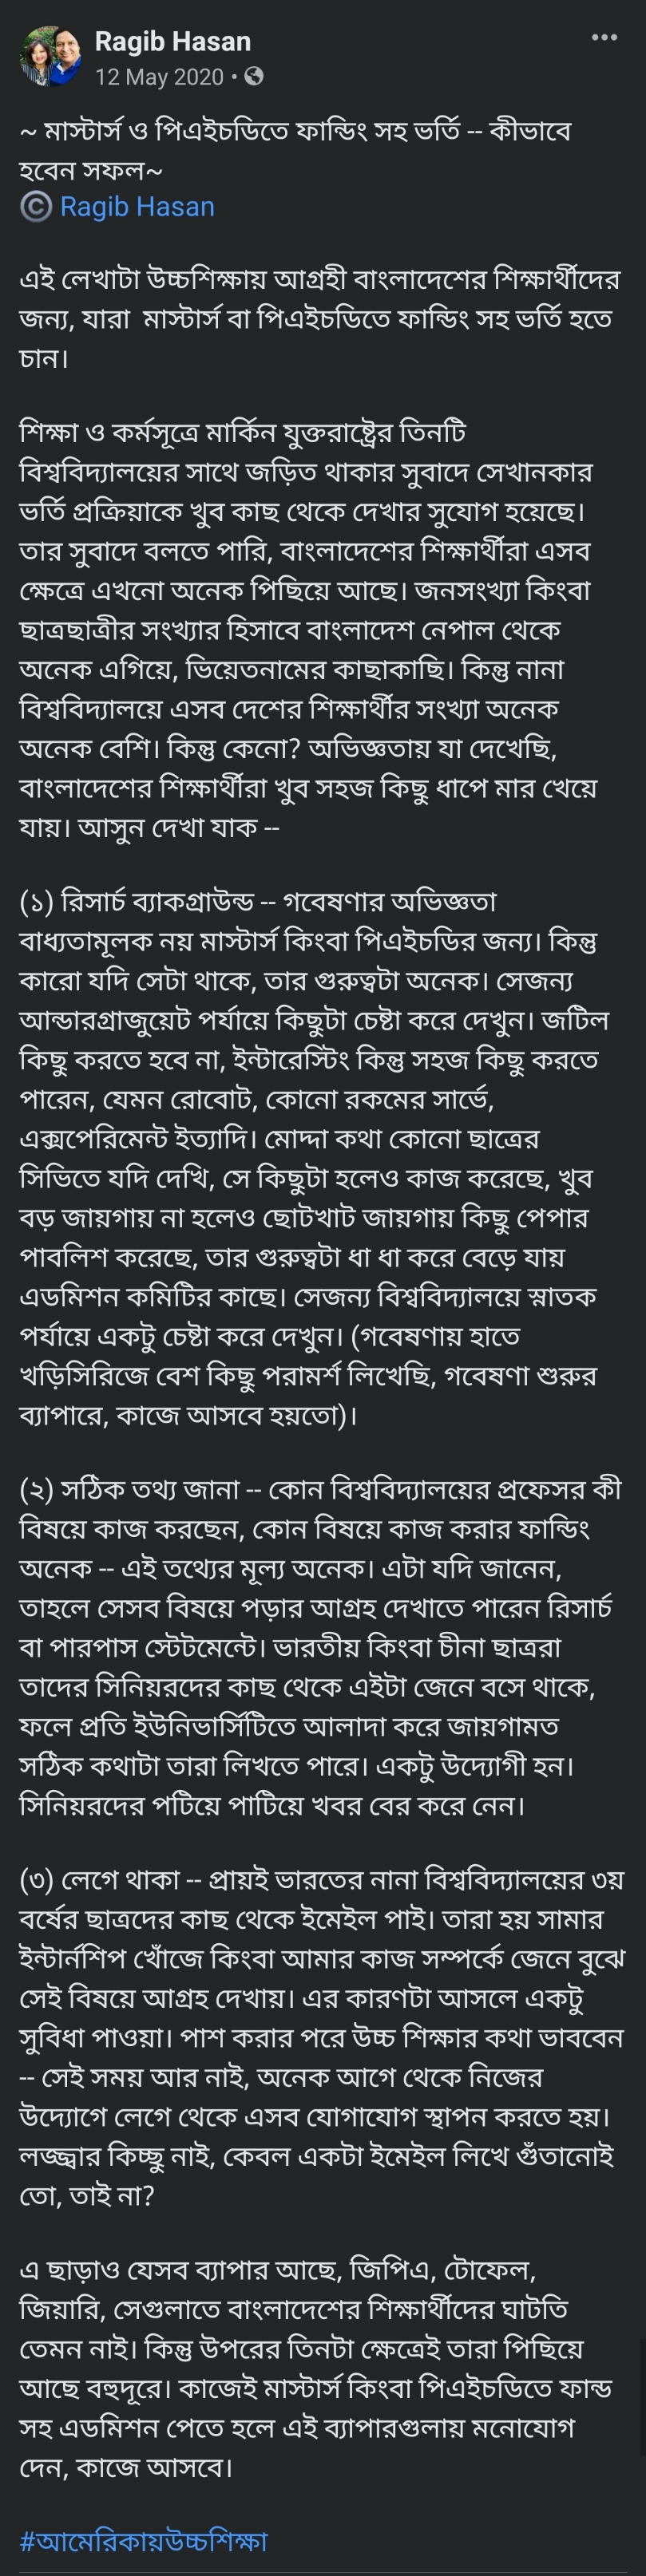 Ragib Hasan
12 May 2020 •
~ মাস্টার্স ও পিএইচডিতে ফান্ডিং সহ ভর্তি -- কীভাবে
হবেন সফল~
© Ragib Hasan
এই লেখাটা উচ্চশিক্ষায় আগ্রহী বাংলাদেশের শিক্ষার্থীদের
জন্য, যারা  মাস্টার্স বা পিএইচডিতে ফান্ডিং সহ ভর্তি হতে
চান।
শিক্ষা ও কর্মসূত্রে মার্কিন যুক্তরাষ্ট্রের তিনটি
বিশ্ববিদ্যালয়ের সাথে জড়িত থাকার সুবাদে সেখানকার
ভর্তি প্রক্রিয়াকে খুব কাছ থেকে দেখার সুযোগ হয়েছে।
তার সুবাদে বলতে পারি, বাংলাদেশের শিক্ষার্থীরা এসব
ক্ষেত্রে এখনো অনেক পিছিয়ে আছে। জনসংখ্যা কিংবা
ছাত্রছাত্রীর সংখ্যার হিসাবে বাংলাদেশ নেপাল থেকে
অনেক এগিয়ে, ভিয়েতনামের কাছাকাছি। কিন্তু নানা
বিশ্ববিদ্যালয়ে এসব দেশের শিক্ষার্থীর সংখ্যা অনেক
অনেক বেশি। কিন্তু কেনো? অভিজ্ঞতায় যা দেখেছি,
বাংলাদেশের শিক্ষার্থীরা খুব সহজ কিছু ধাপে মার খেয়ে
যায়। আসুন দেখা যাক --
(১) রিসার্চ ব্যাকগ্রাউন্ড -- গবেষণার অভিজ্ঞতা
বাধ্যতামূলক নয় মাস্টার্স কিংবা পিএইচডির জন্য। কিন্তু
কারো যদি সেটা থাকে, তার গুরুত্বটা অনেক। সেজন্য
আন্ডারগ্রাজুয়েট পর্যায়ে কিছুটা চেষ্টা করে দেখুন। জটিল
কিছু করতে হবে না, ইন্টারেস্টিং কিন্তু সহজ কিছু করতে
পারেন, যেমন রোবোট, কোনো রকমের সার্ভে,
এক্সপেরিমেন্ট ইত্যাদি। মোদ্দা কথা কোনো ছাত্রের
সিভিতে যদি দেখি, সে কিছুটা হলেও কাজ করেছে, খুব
বড় জায়গায় না হলেও ছোটখাট জায়গায় কিছু পেপার
পাবলিশ করেছে, তার গুরুত্বটা ধা ধা করে বেড়ে যায়
এডমিশন কমিটির কাছে। সেজন্য বিশ্ববিদ্যালয়ে স্নাতক
পর্যায়ে একটু চেষ্টা করে দেখুন। (গবেষণায় হাতে
খড়িসিরিজে বেশ কিছু পরামর্শ লিখেছি, গবেষণা শুরুর
ব্যাপারে, কাজে আসবে হয়তো)।
(২) সঠিক তথ্য জানা -- কোন বিশ্ববিদ্যালয়ের প্রফেসর কী
বিষয়ে কাজ করছেন, কোন বিষয়ে কাজ করার ফান্ডিং
অনেক -- এই তথ্যের মূল্য অনেক। এটা যদি জানেন,
তাহলে সেসব বিষয়ে পড়ার আগ্রহ দেখাতে পারেন রিসার্চ
বা পারপাস স্টেটমেন্টে। ভারতীয় কিংবা চীনা ছাত্ররা
তাদের সিনিয়রদের কাছ থেকে এইটা জেনে বসে থাকে,
ফলে প্রতি ইউনিভার্সিটিতে আলাদা করে জায়গামত
সঠিক কথাটা তারা লিখতে পারে। একটু উদ্যোগী হন।
সিনিয়রদের পটিয়ে পাটিয়ে খবর বের করে নেন।
(৩) লেগে থাকা -- প্রায়ই ভারতের নানা বিশ্ববিদ্যালয়ের ৩য়
বর্ষের ছাত্রদের কাছ থেকে ইমেইল পাই। তারা হয় সামার
ইন্টার্নশিপ খোঁজে কিংবা আমার কাজ সম্পর্কে জেনে বুঝে
সেই বিষয়ে আগ্রহ দেখায়। এর কারণটা আসলে একটু
সুবিধা পাওয়া। পাশ করার পরে উচ্চ শিক্ষার কথা ভাববেন
-- সেই সময় আর নাই, অনেক আগে থেকে নিজের
উদ্যোগে লেগে থেকে এসব যোগাযোগ স্থাপন করতে হয়।
লজ্জ্বার কিচ্ছু নাই, কেবল একটা ইমেইল লিখে গুঁতানোই
তো, তাই না?
এ ছাড়াও যেসব ব্যাপার আছে, জিপিএ, টোফেল,
জিয়ারি, সেগুলাতে বাংলাদেশের শিক্ষার্থীদের ঘাটতি
তেমন নাই। কিন্তু উপরের তিনটা ক্ষেত্রেই তারা পিছিয়ে
আছে বহুদূরে। কাজেই মাস্টার্স কিংবা পিএইচডিতে ফান্ড
সহ এডমিশন পেতে হলে এই ব্যাপারগুলায় মনোযোগ
দেন, কাজে আসবে।
#আমেরিকায়উচ্চশিক্ষা